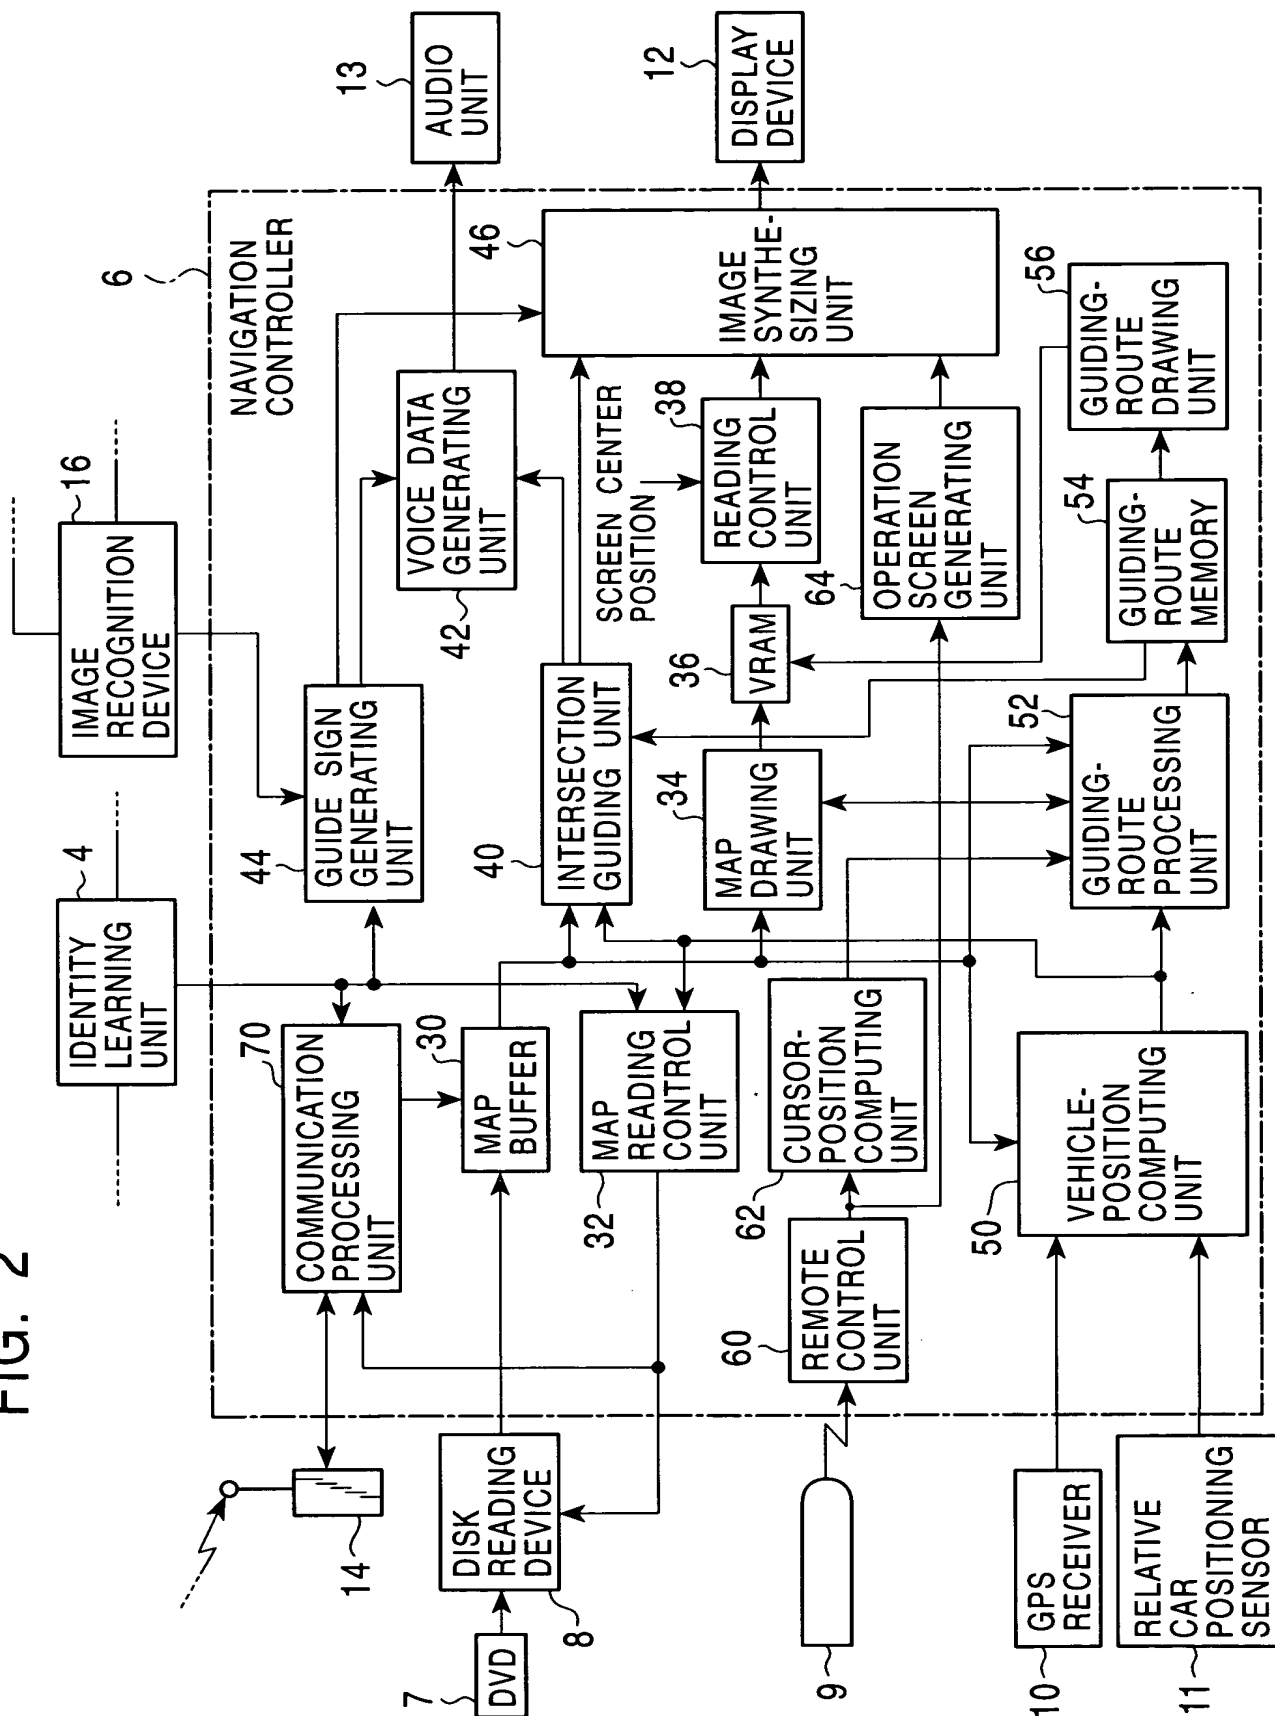 FIG. 2
6
NAVIGATION
CONTROLLER
IDENTITY
LEARNING
UNIT
4
IMAGE
RECOGNITION
DEVICE
16
13
AUDIO
UNIT
14
70
COMMUNICATION
PROCESSING
UNIT
44
GUIDE SIGN
GENERATING
UNIT
42
VOICE DATA
GENERATING
UNIT
46
IMAGE
SYNTHE-
SIZING
UNIT
12
DISPLAY
DEVICE
7
DVD
8
DISK
READING
DEVICE
30
MAP
BUFFER
32
MAP
READING
CONTROL
UNIT
40
INTERSECTION
GUIDING UNIT
SCREEN CENTER
POSITION
34
MAP
DRAWING
UNIT
36
VRAM
38
READING
CONTROL
UNIT
9
60
REMOTE
CONTROL
UNIT
62
CURSOR-
POSITION
COMPUTING
UNIT
64
OPERATION
SCREEN
GENERATING
UNIT
10
GPS
RECEIVER
11
RELATIVE
CAR
POSITIONING
SENSOR
50
VEHICLE-
POSITION
COMPUTING
UNIT
52
GUIDING-
ROUTE
PROCESSING
UNIT
54
GUIDING-
ROUTE
MEMORY
56
GUIDING-
ROUTE
DRAWING
UNIT